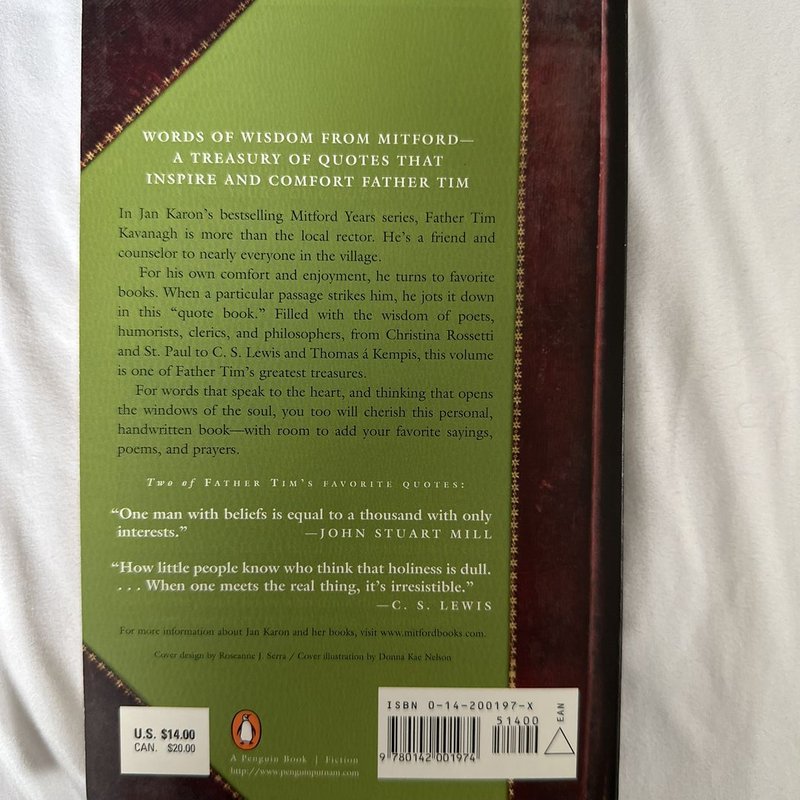 WORDS OF WISDOM FROM MITFORD—
A TREASURY OF QUOTES THAT
INSPIRE AND COMFORT FATHER TIM
In Jan Karon's bestselling Mitford Years series, Father Tim
Kavanagh is more than the local rector. He's a friend and
counselor to nearly everyone in the village.
For his own comfort and enjoyment, he turns to favorite
books. When a particular passage strikes him, he jots it down
in this “quote book.” Filled with the wisdom of poets,
humorists, clerics, and philosophers, from Christina Rossetti
and St. Paul to C. S. Lewis and Thomas á Kempis, this volume
is one of Father Tim's greatest treasures.
For words that speak to the heart, and thinking that opens
the windows of the soul, you too will cherish this personal,
handwritten book—with room to add your favorite sayings,
poems, and prayers.
Two of FATHER TIM'S FAVORITE QUOTES:
“One man with beliefs is equal to a thousand with only
interests.” —JOHN STUART MILL
“How little people know who think that holiness is dull.
. . . When one meets the real thing, it's irresistible.”
—C. S. LEWIS
For more information about Jan Karon and her books, visit www.mitfordbooks.com.
Cover design by Roseanne J. Serra / Cover illustration by Donna Kae Nelson
U.S. $14.00
CAN. $20.00
A Penguin Book | Fiction
http://www.penguinputnam.com
ISBN 0-14-200197-X
51400
EAN
9 780142 001974